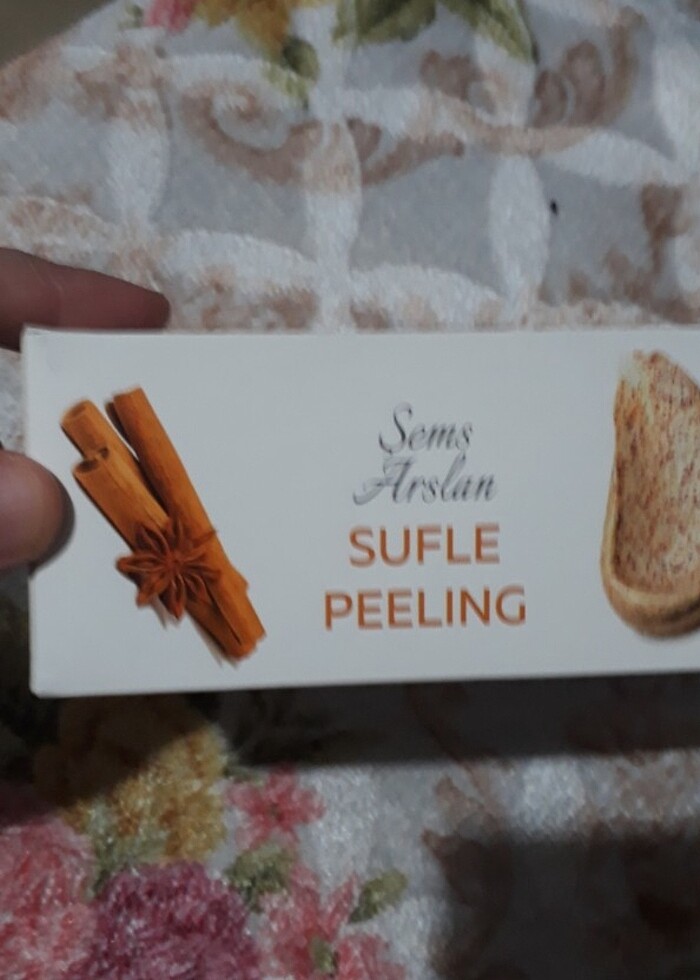 Sems
Arslan
SUFLE
PEELING